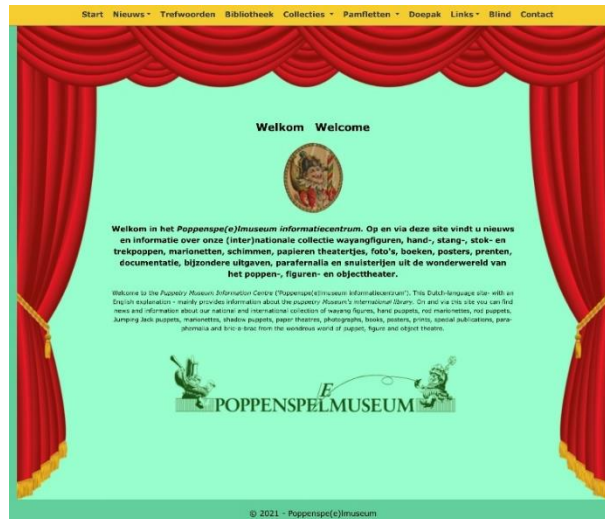 Start Nieuws Trefwoorden Bibliotheek Collecties Pamfletten Doepak Links Blind Contact
Welkom Welcome
Welkom in het Poppenspe(e)lmuseum informatiecentrum. Op en via deze site vindt u nieuws
en informatie over onze (inter)nationale collectie wayangfiguren, hand-, stang-, stok- en
trekpoppen, marionetten, schimmen, papieren theatertjes, foto's, boeken, posters, prenten,
documentatie, bijzondere uitgaven, parafernalia en snuisterijen uit de wonderwereld van
het poppen-, figuren- en objecttheater.
Welcome to the Puppetry Museum Information Centre ('Poppenspe(e)lmuseum informatiecentrum'). This Dutch-language site- with an
English explanation - mainly provides information about the puppetry Museum's international library. On and via this site you can find
news and information about our national and international collection of wayang figures, hand puppets, rod marionettes, rod puppets,
Jumping Jack puppets, marionettes, shadow puppets, paper theatres, photographs, books, posters, prints, special publications, para-
phernalia and bric-a-brac from the wondrous world of puppet, figure and object theatre.
E
POPPENSPELMUSEUM
© 2021 - Poppenspe(e)lmuseum